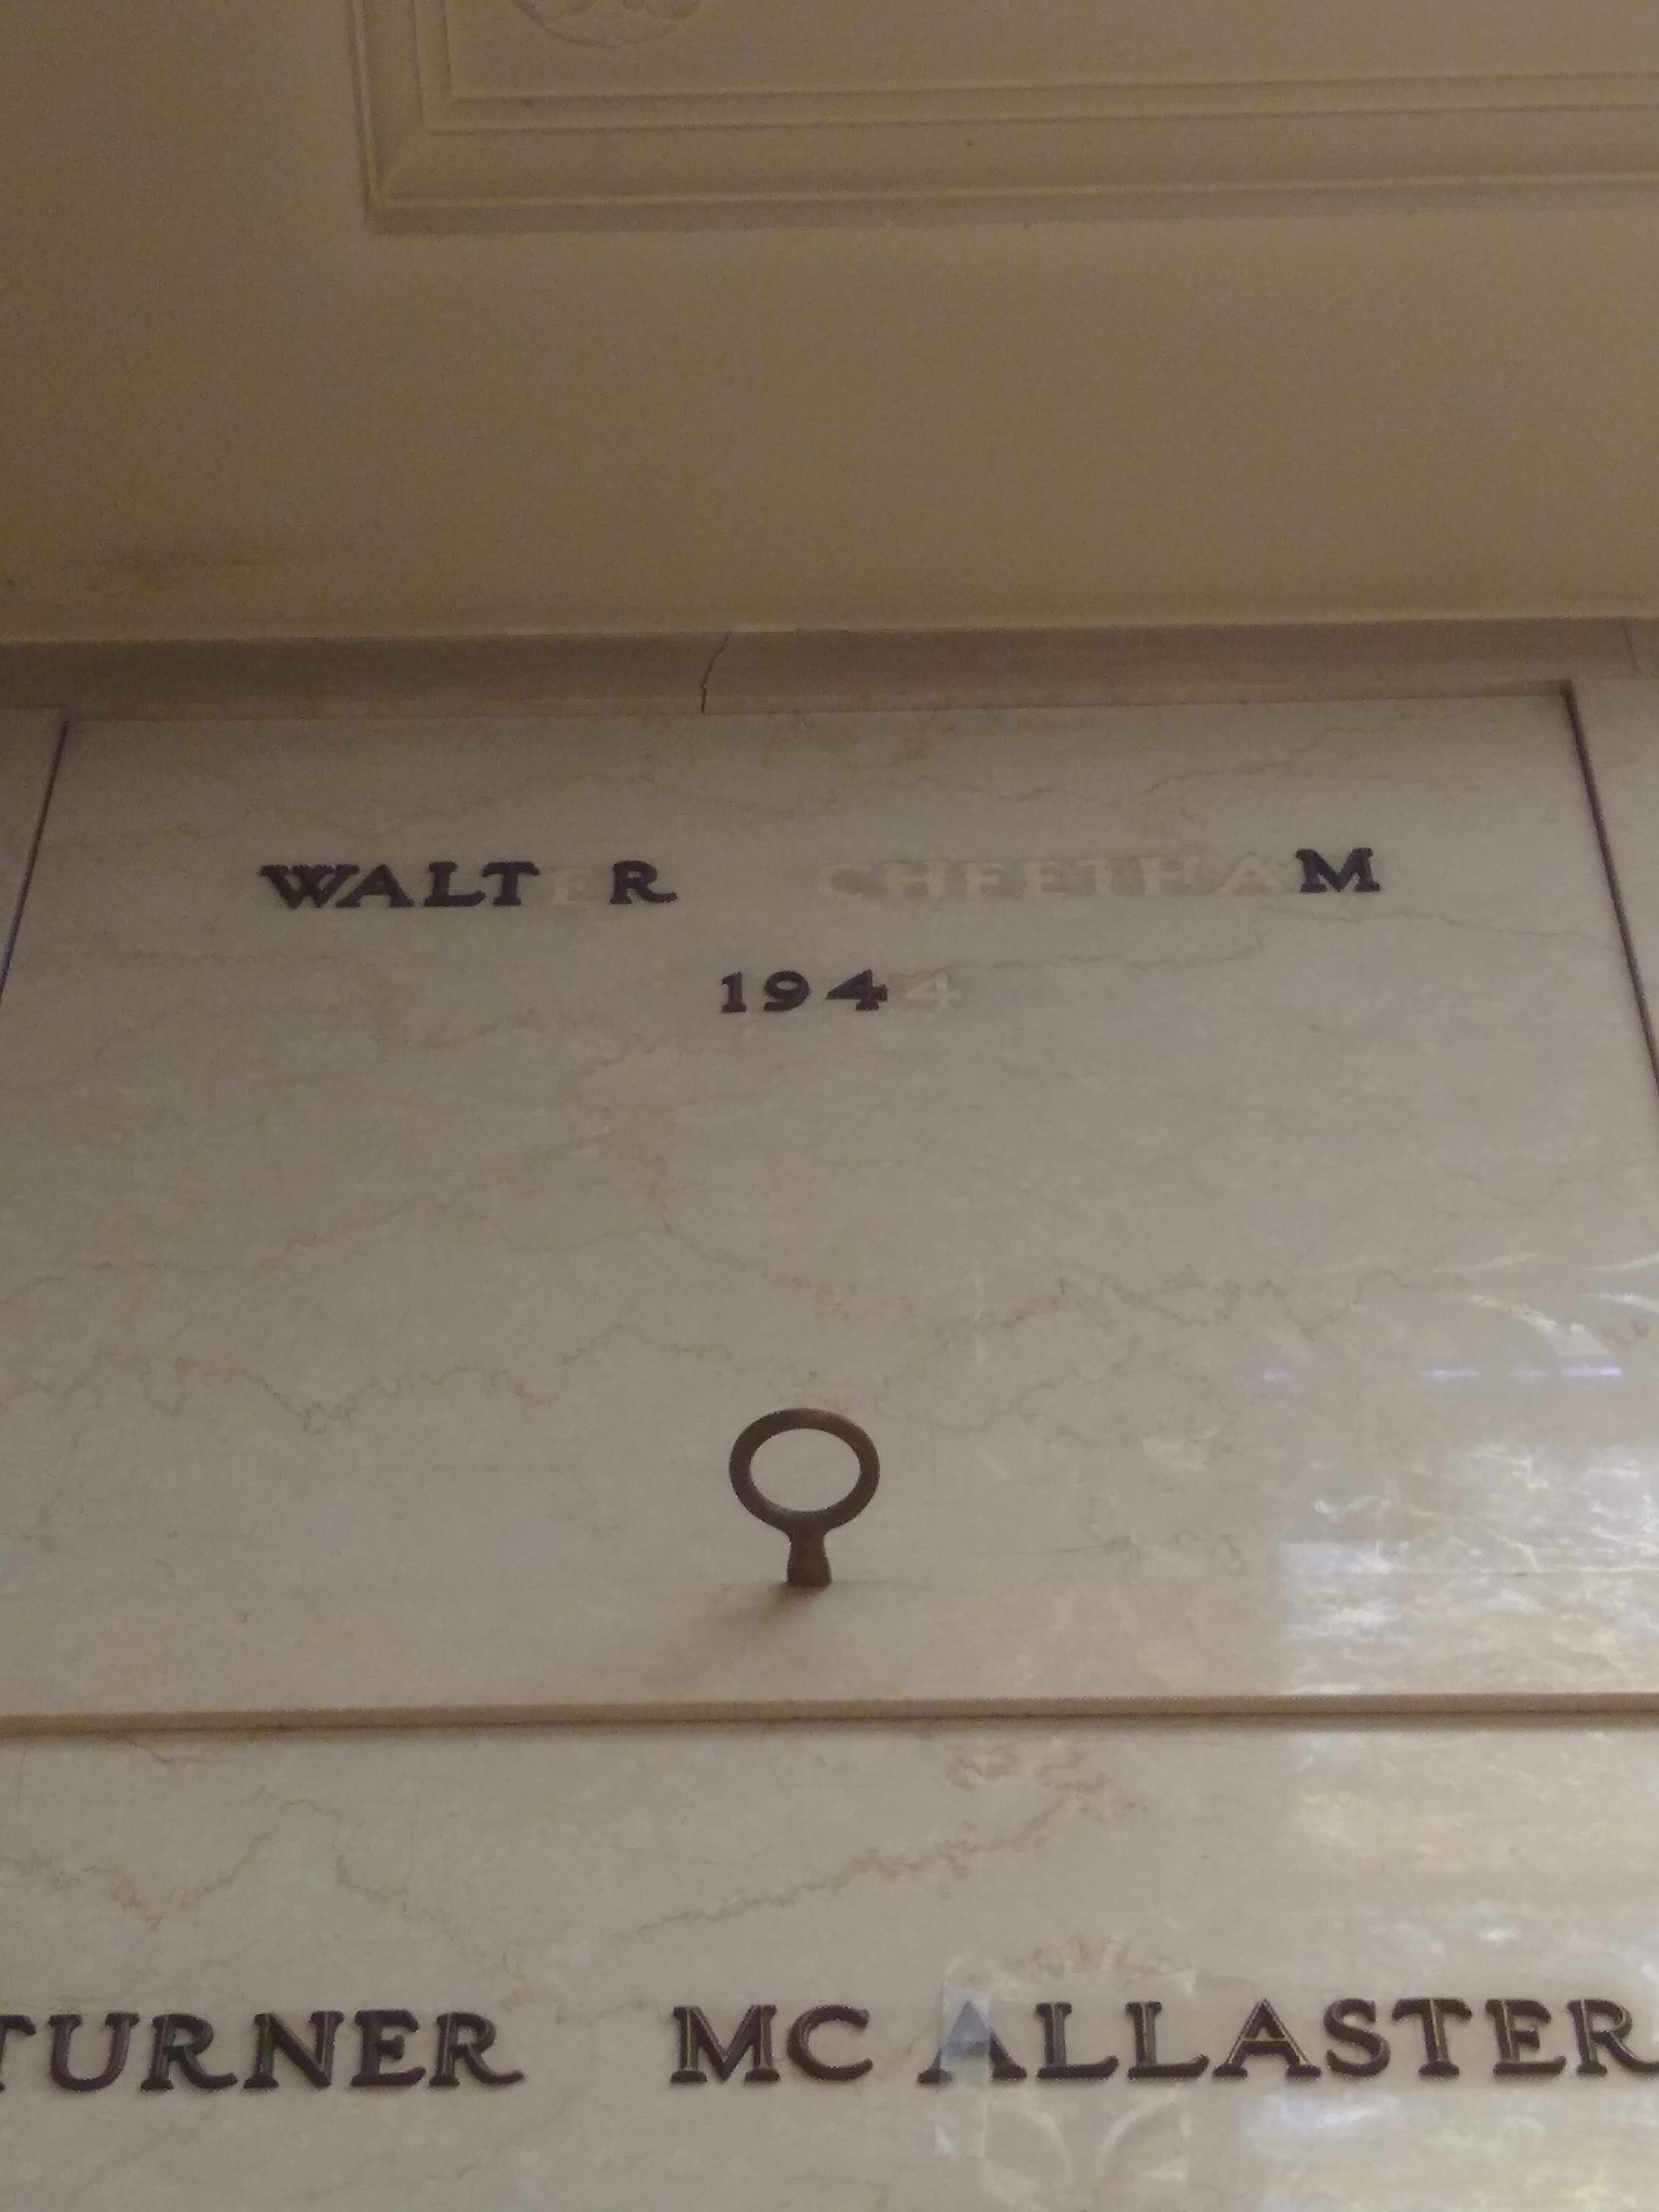 WALTER CHEETHAM
1944
TURNER MC ALLASTER